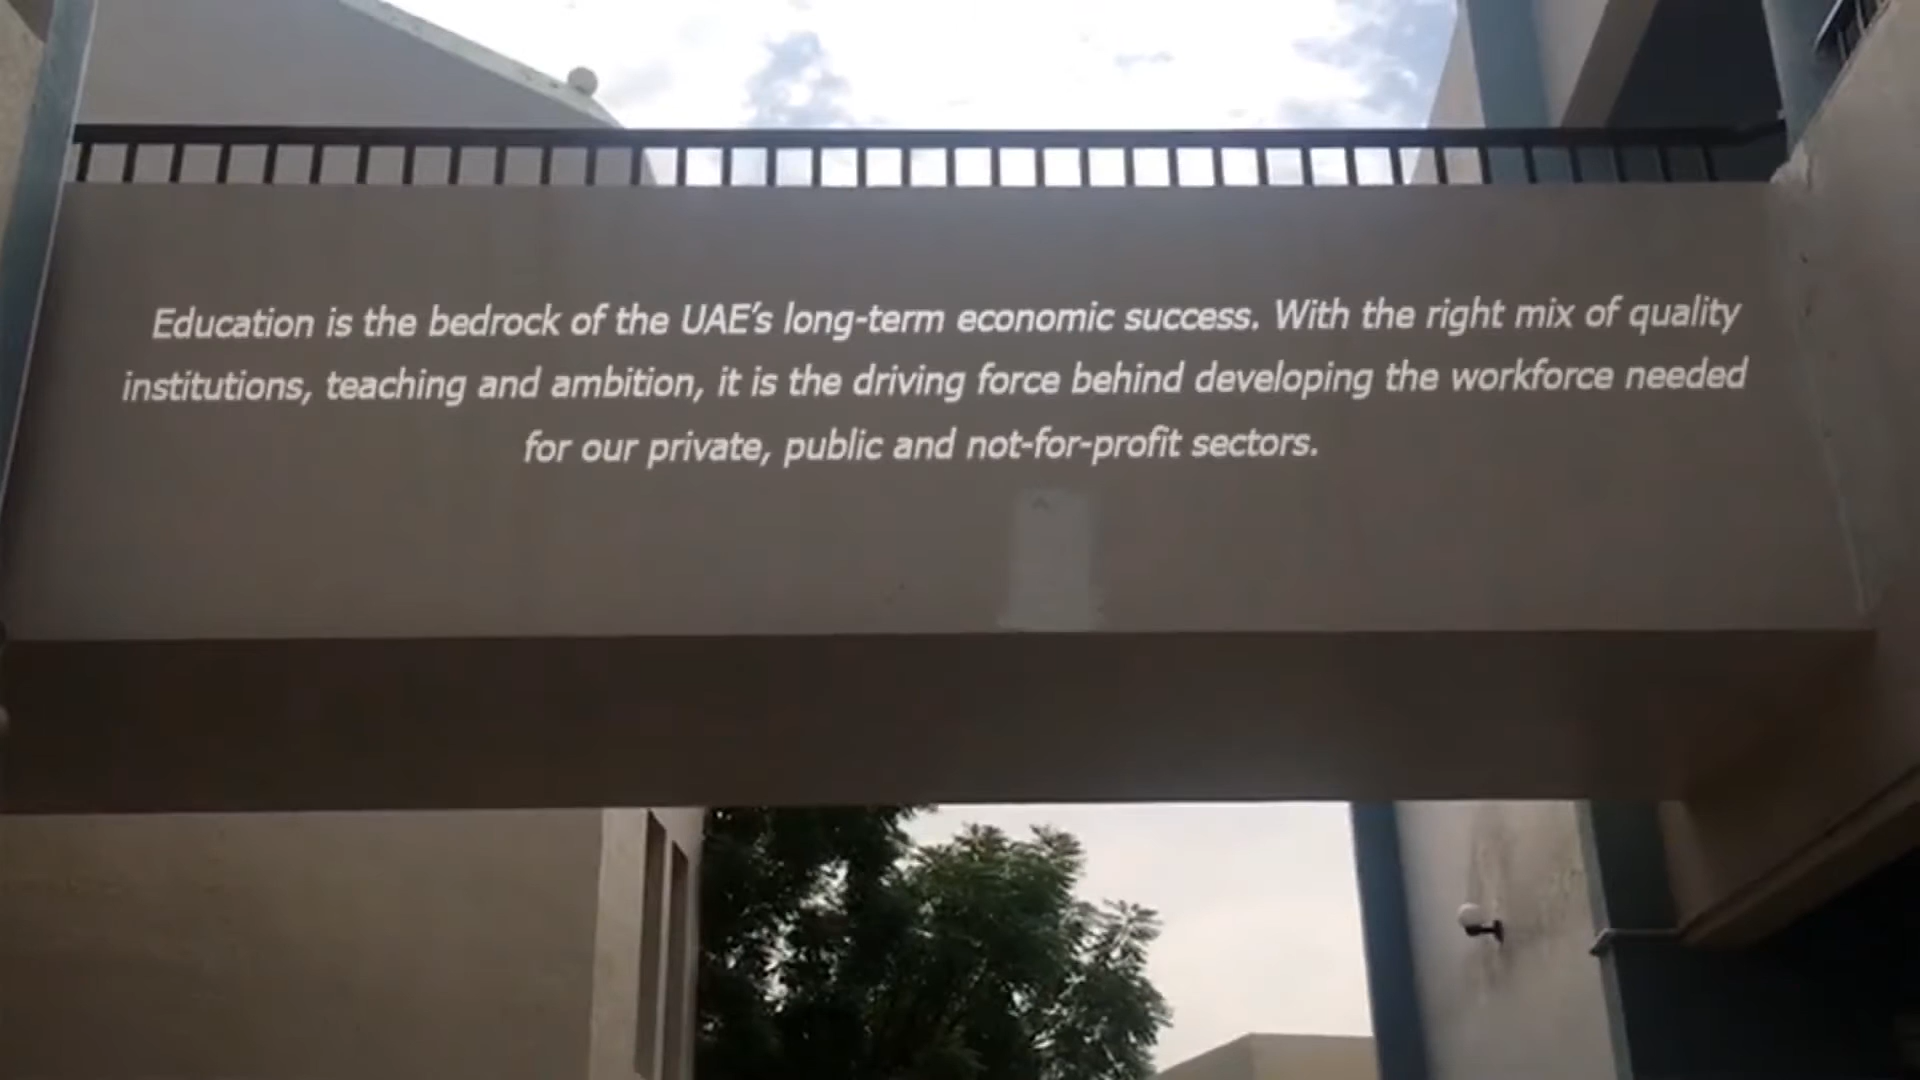 Education is the bedrock of the UAE's long-term economic success. With the right mix of quality
institutions, teaching and ambition, it is the driving force behind developing the workforce needed
for our private, public and not-for-profit sectors.